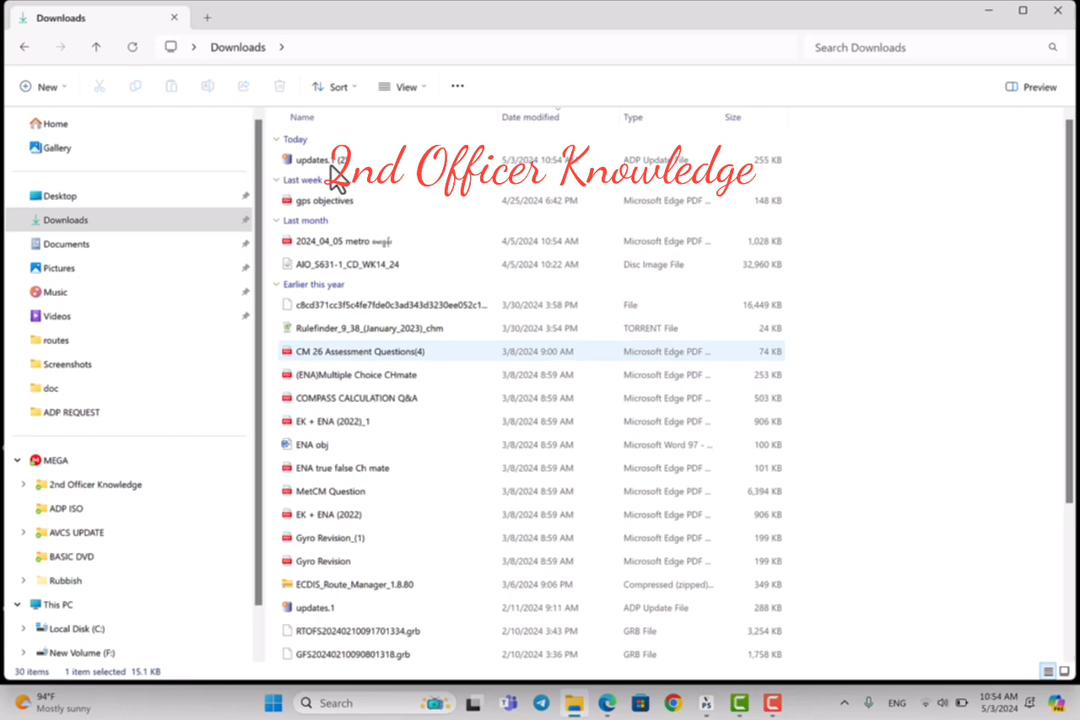 Downloads
Downloads
Search Downloads
New
Sort
View
Preview
Name Date modified Type Size
Home
Gallery
Desktop
Downloads
Documents
Pictures
Music
Videos
routes
Screenshots
doc
ADP REQUEST
MEGA
2nd Officer Knowledge
ADP ISO
AVCS UPDATE
BASIC DVD
Rubbish
This PC
Local Disk (C:)
New Volume (F:)
Today
updates.1 (2) 5/3/2024 10:54 AM ADP Update File 255 KB
2nd Officer Knowledge
Last week
gps objectives 4/25/2024 6:42 PM Microsoft Edge PDF ... 148 KB
Last month
2024_04_05 metro 4/5/2024 10:54 AM Microsoft Edge PDF ... 1,028 KB
AIO_S631-1_CD_WK14_24 4/5/2024 10:22 AM Disc Image File 32,960 KB
Earlier this year
c8cd371cc3f5c4fe7fde0c3ad343d3230ee052c1... 3/30/2024 3:58 PM File 16,449 KB
Rulefinder_9_38_(January_2023)_chm 3/30/2024 3:54 PM TORRENT File 24 KB
CM 26 Assessment Questions(4) 3/8/2024 9:00 AM Microsoft Edge PDF ... 74 KB
(ENA)Multiple Choice CHmate 3/8/2024 8:59 AM Microsoft Edge PDF ... 253 KB
COMPASS CALCULATION Q&A 3/8/2024 8:59 AM Microsoft Edge PDF ... 503 KB
EK + ENA (2022)_1 3/8/2024 8:59 AM Microsoft Edge PDF ... 906 KB
ENA obj 3/8/2024 8:59 AM Microsoft Word 97 - ... 100 KB
ENA true false Ch mate 3/8/2024 8:59 AM Microsoft Edge PDF ... 101 KB
MetCM Question 3/8/2024 8:59 AM Microsoft Edge PDF ... 6,394 KB
EK + ENA (2022) 3/8/2024 8:59 AM Microsoft Edge PDF ... 906 KB
Gyro Revision_(1) 3/8/2024 8:59 AM Microsoft Edge PDF ... 199 KB
Gyro Revision 3/8/2024 8:59 AM Microsoft Edge PDF ... 199 KB
ECDIS_Route_Manager_1.8.80 3/6/2024 9:06 PM Compressed (zipped)... 349 KB
updates.1 2/11/2024 9:11 AM ADP Update File 288 KB
RTOFS20240210091701334.grb 2/10/2024 3:43 PM GRB File 3,254 KB
GFS20240210090801318.grb 2/10/2024 3:36 PM GRB File 1,758 KB
30 items 1 item selected 15.1 KB
94°F
Mostly sunny
Search
ENG
10:54 AM
5/3/2024